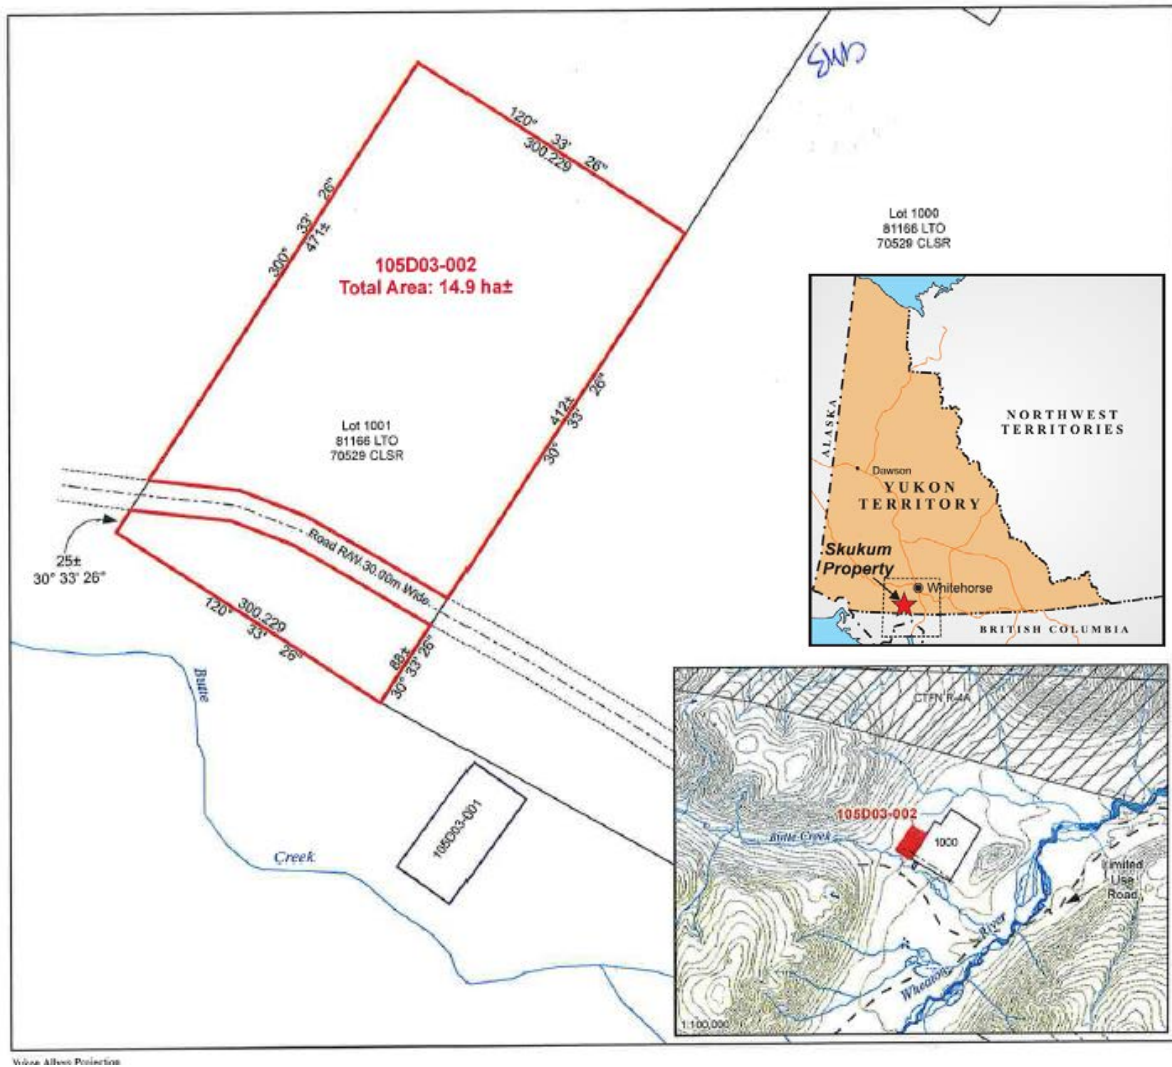 120° 33' 26"
300.229
300° 33' 26"
471±
105D03-002
Total Area: 14.9 ha±
Lot 1000
81166 LTO
70529 CLSR
412±
30° 33' 26"
Lot 1001
81166 LTO
70529 CLSR
Road R/W 30.00m Wide
25±
30° 33' 26"
300.229
120° 33' 26"
88±
30° 33' 26"
Butte
Creek
105D03-001
ALASKA
NORTHWEST
TERRITORIES
Dawson
YUKON
TERRITORY
Skukum
Property
Whitehorse
BRITISH COLUMBIA
CTFN R-4A
105D03-002
Butte Creek
1000
Limited
Use
Road
Wheaton River
1:100,000
Yukon Albers Projection